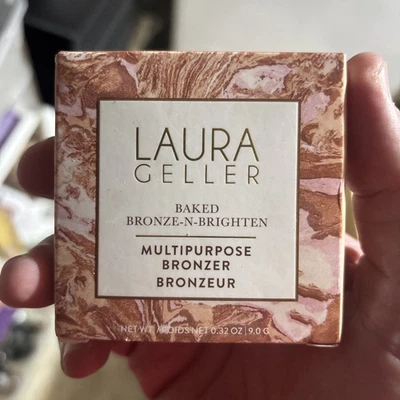 LAURA
GELLER
BAKED
BRONZE-N-BRIGHTEN
MULTIPURPOSE
BRONZER
BRONZEUR
NET WT / POIDS NET 0.32 OZ | 9.0 G